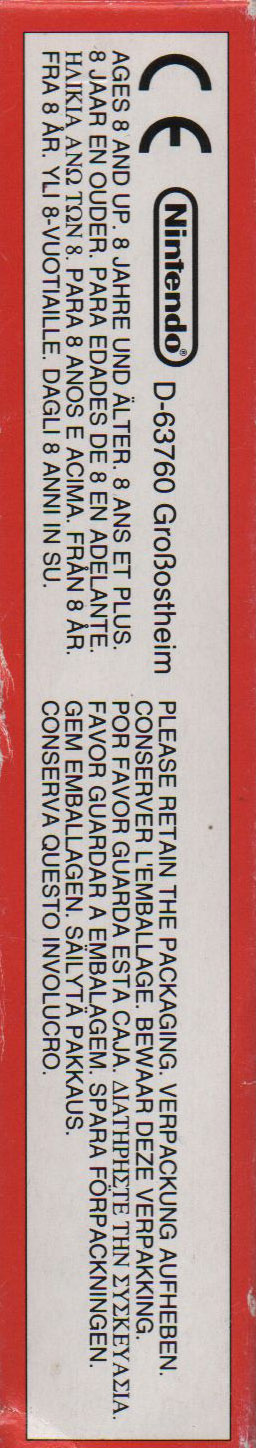 CE
Nintendo® D-63760 Großostheim
AGES 8 AND UP. 8 JAHRE UND ÄLTER. 8 ANS ET PLUS.
8 JAAR EN OUDER. PARA EDADES DE 8 EN ADELANTE.
ΗΛΙΚΙΑ ΑΝΩ ΤΩΝ 8. PARA 8 ANOS E ACIMA. FRÅN 8 ÅR.
FRA 8 ÅR. YLI 8-VUOTIAILLE. DAGLI 8 ANNI IN SU.
PLEASE RETAIN THE PACKAGING. VERPACKUNG AUFHEBEN.
CONSERVER L'EMBALLAGE. BEWAAR DEZE VERPAKKING.
POR FAVOR GUARDA ESTA CAJA. ΔΙΑΤΗΡΗΣΤΕ ΤΗΝ ΣΥΣΚΕΥΑΣΙΑ.
FAVOR GUARDAR A EMBALAGEM. SPARA FÖRPACKNINGEN.
GEM EMBALLAGEN. SÄILYTÄ PAKKAUS.
CONSERVA QUESTO INVOLUCRO.